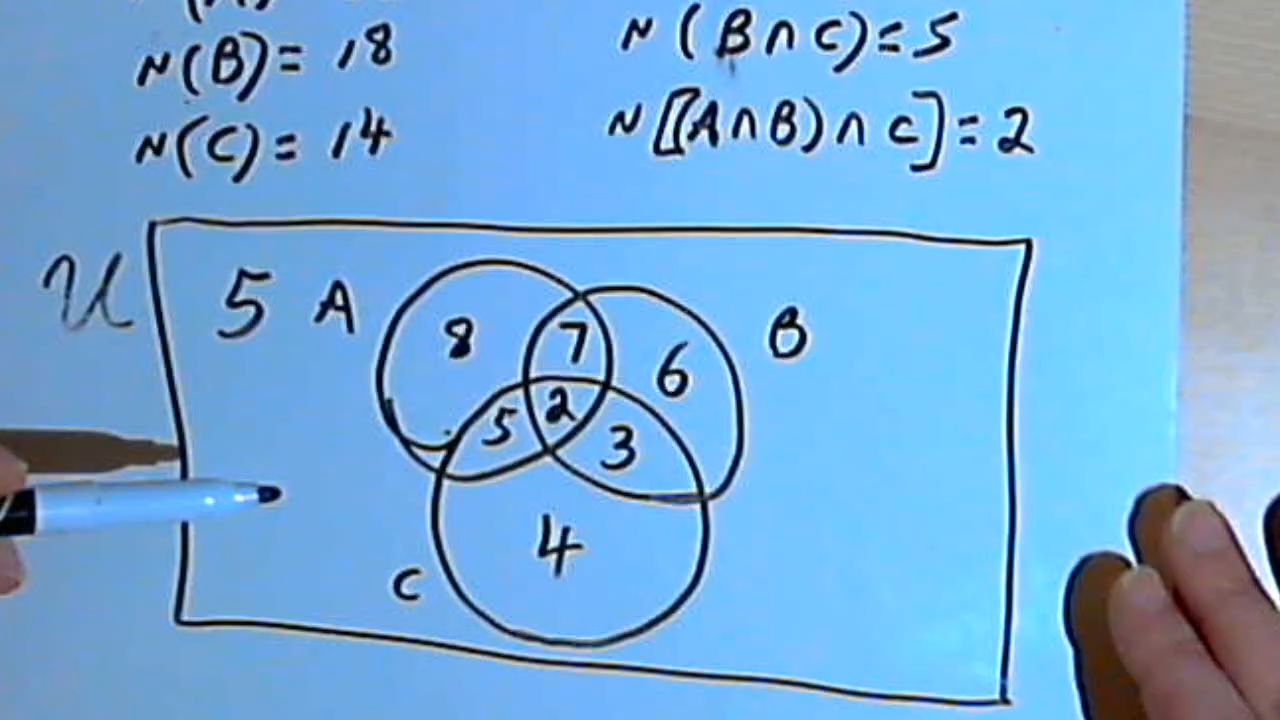 N(B)= 18
N(B∩C)=5
N(C)= 14
N[(A∩B)∩C]=2
U
5 A 8 7 6 B
5 2 3
4
C